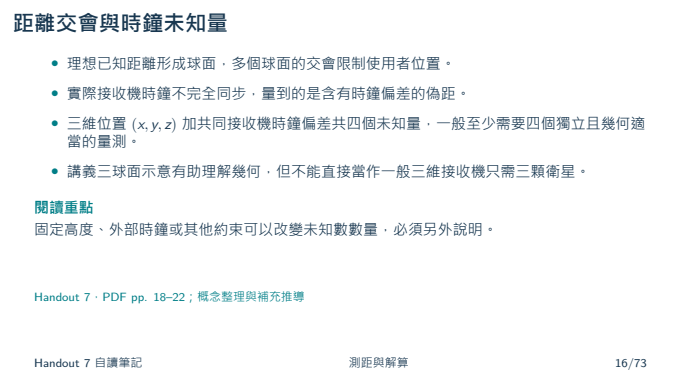 距離交會與時鐘未知量
• 理想已知距離形成球面，多個球面的交會限制使用者位置。
• 實際接收機時鐘不完全同步，量到的是含有時鐘偏差的偽距。
• 三維位置 (x, y, z) 加共同接收機時鐘偏差共四個未知量，一般至少需要四個獨立且幾何適
當的量測。
• 講義三球面示意有助理解幾何，但不能直接當作一般三維接收機只需三顆衛星。
閱讀重點
固定高度、外部時鐘或其他約束可以改變未知數數量，必須另外說明。
Handout 7 · PDF pp. 18–22；概念整理與補充推導
Handout 7 自讀筆記 測距與解算 16/73